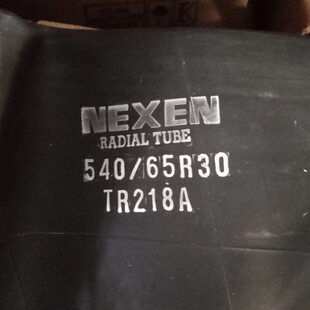 NEXEN
RADIAL TUBE
540/65R30
TR218A